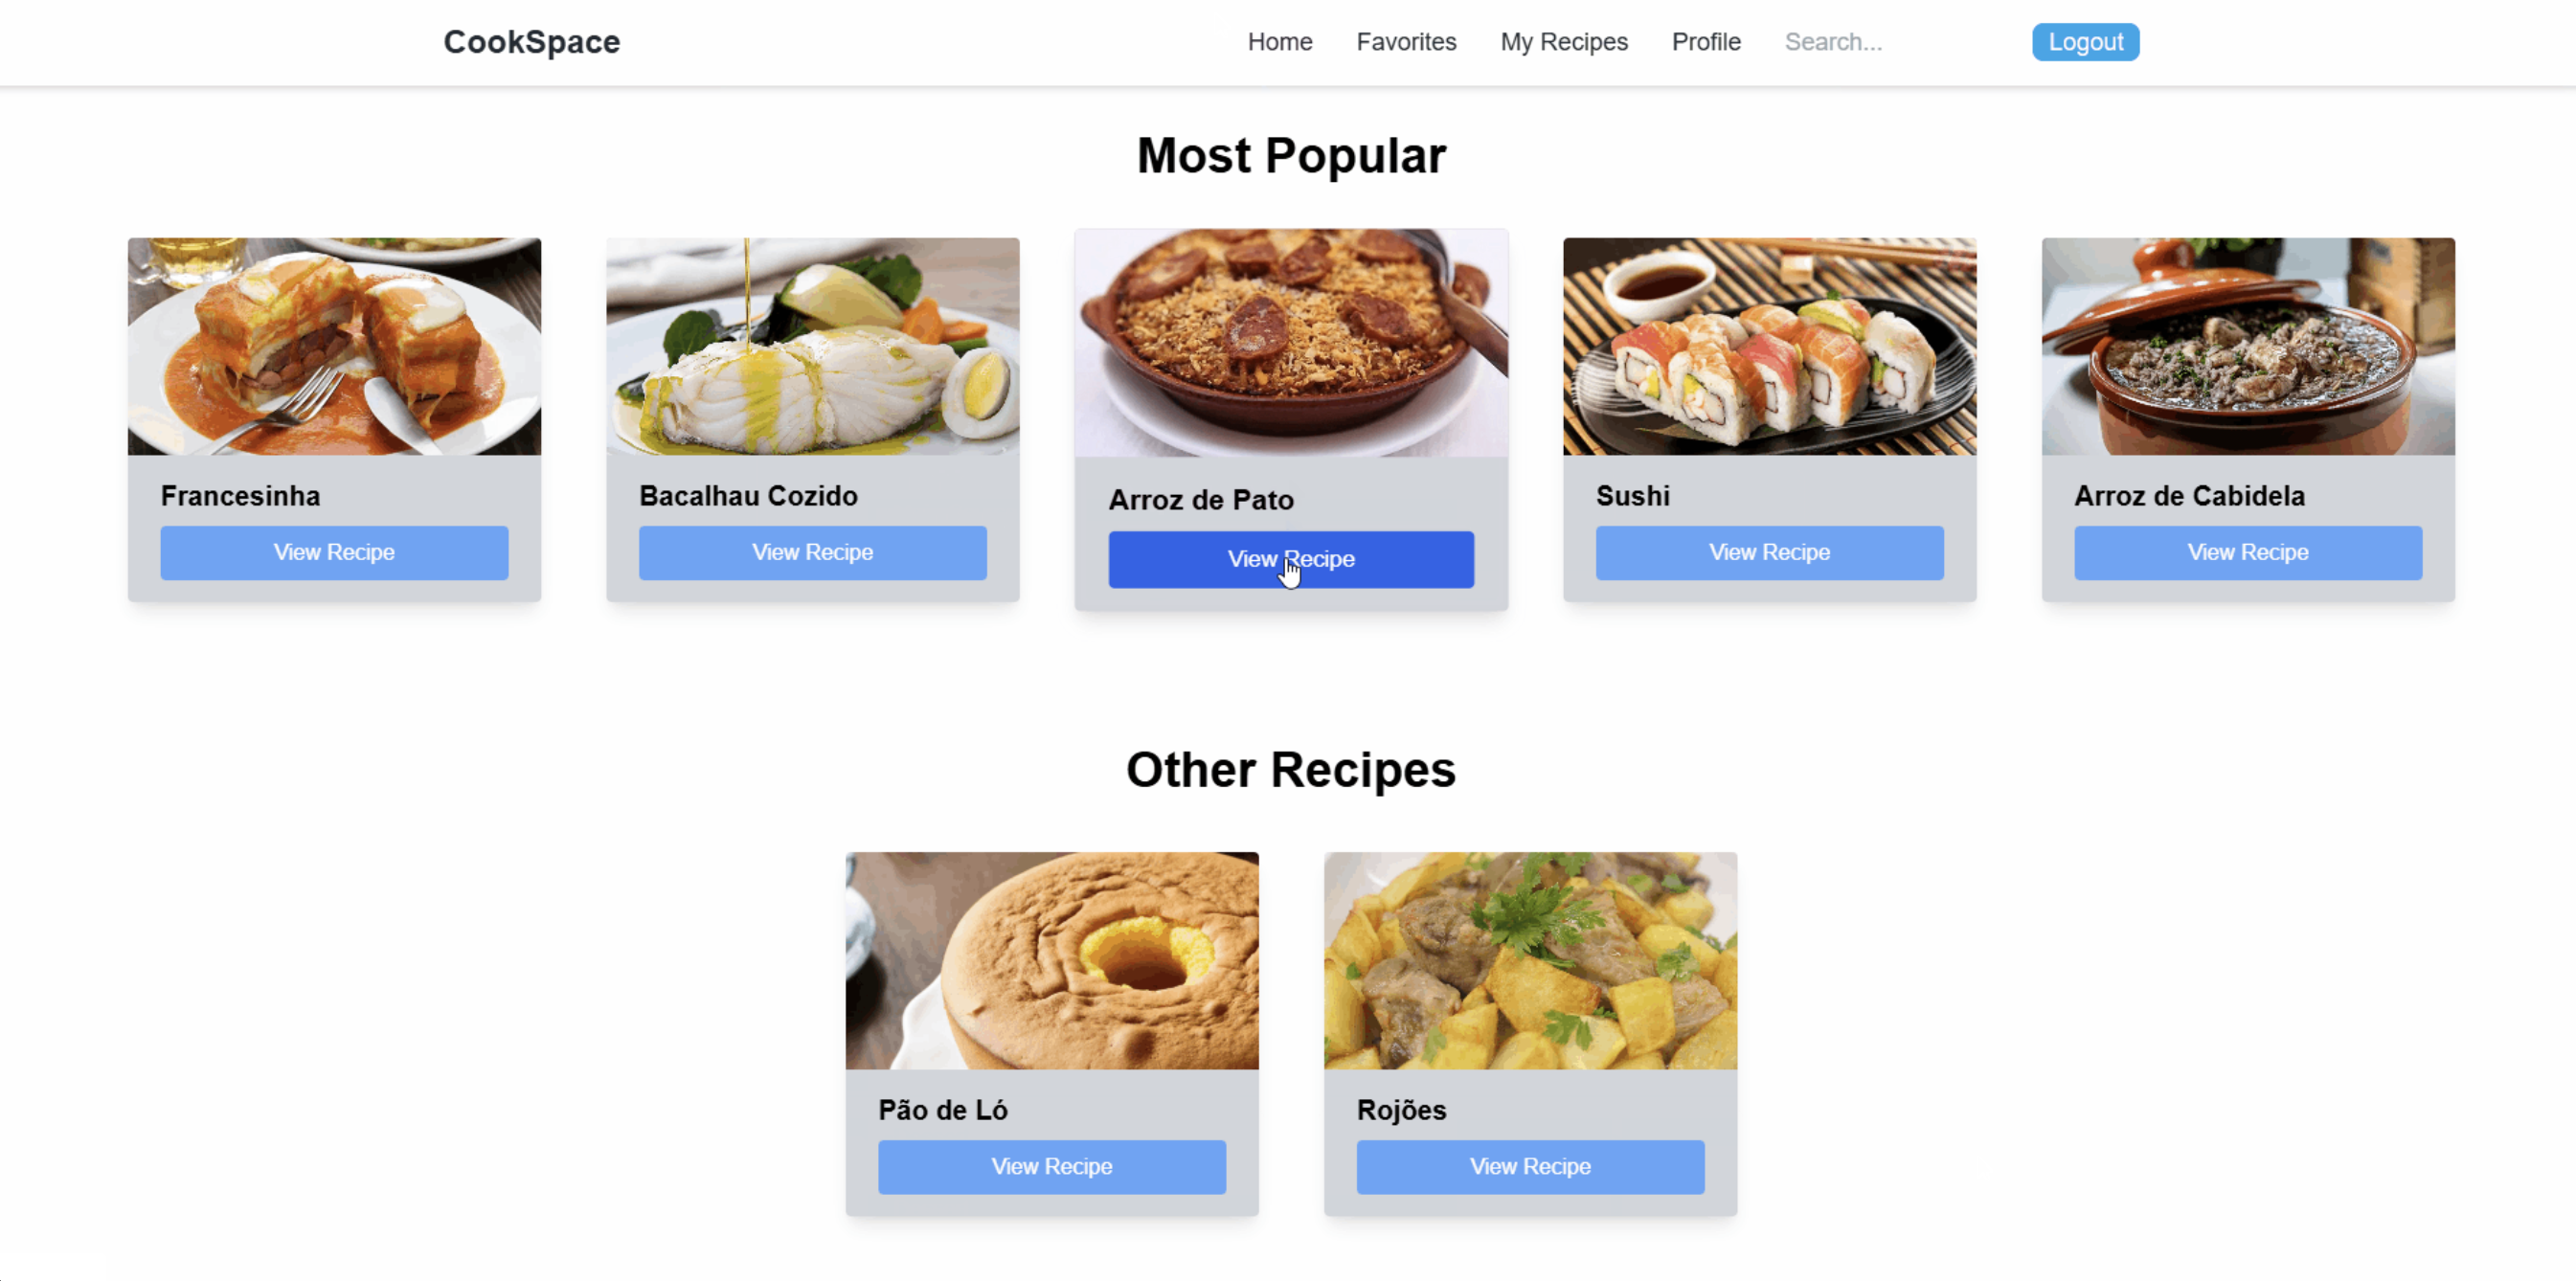 CookSpace
Home Favorites My Recipes Profile Search... Logout
Most Popular
Francesinha
View Recipe
Bacalhau Cozido
View Recipe
Arroz de Pato
View Recipe
Sushi
View Recipe
Arroz de Cabidela
View Recipe
Other Recipes
Pão de Ló
View Recipe
Rojões
View Recipe